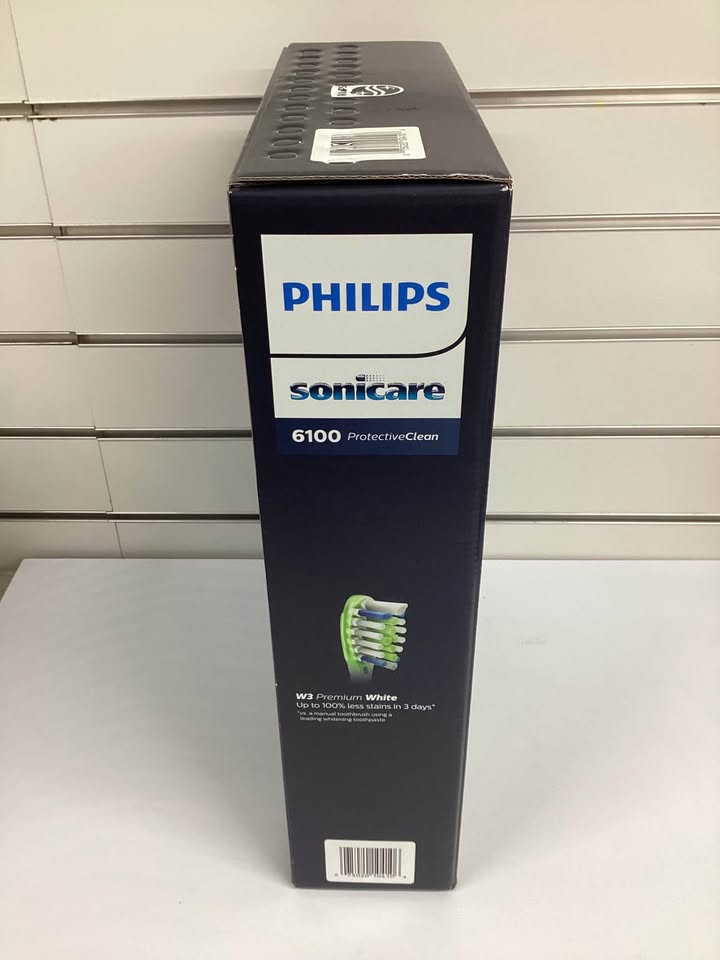 PHILIPS
PHILIPS
sonicare
6100 ProtectiveClean
W3 Premium White
Up to 100% less stains in 3 days*
*vs. a manual toothbrush using a
leading whitening toothpaste